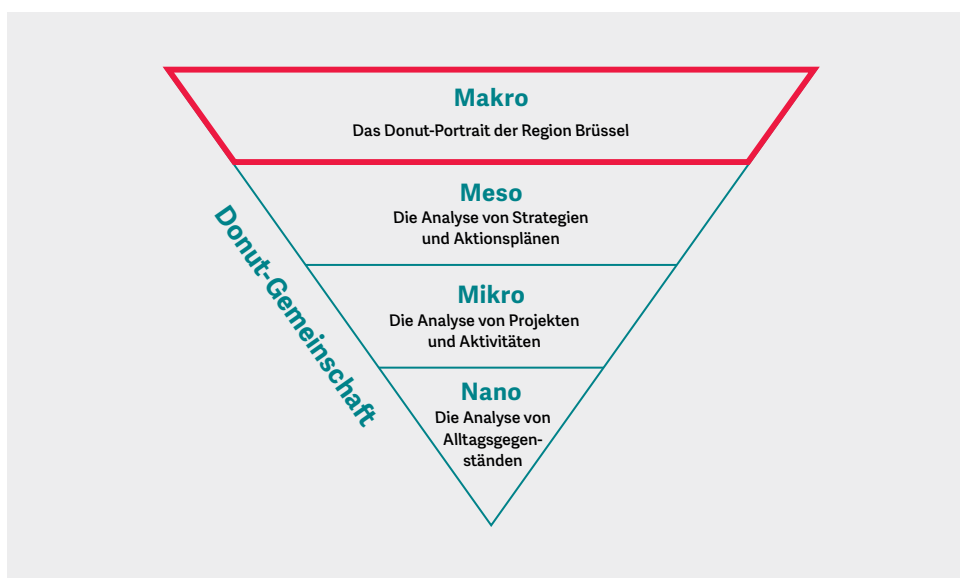 Makro
Das Donut-Portrait der Region Brüssel
Meso
Die Analyse von Strategien
und Aktionsplänen
Mikro
Die Analyse von Projekten
und Aktivitäten
Nano
Die Analyse von
Alltagsgegen-
ständen
Donut-Gemeinschaft